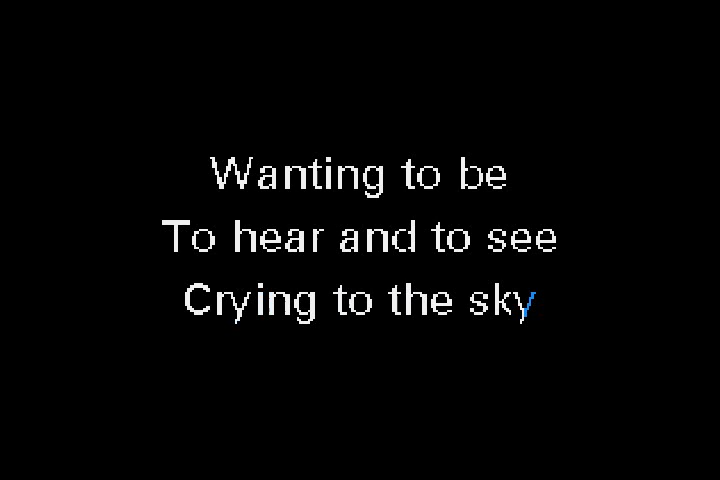 Wanting to be
To hear and to see
Crying to the sky